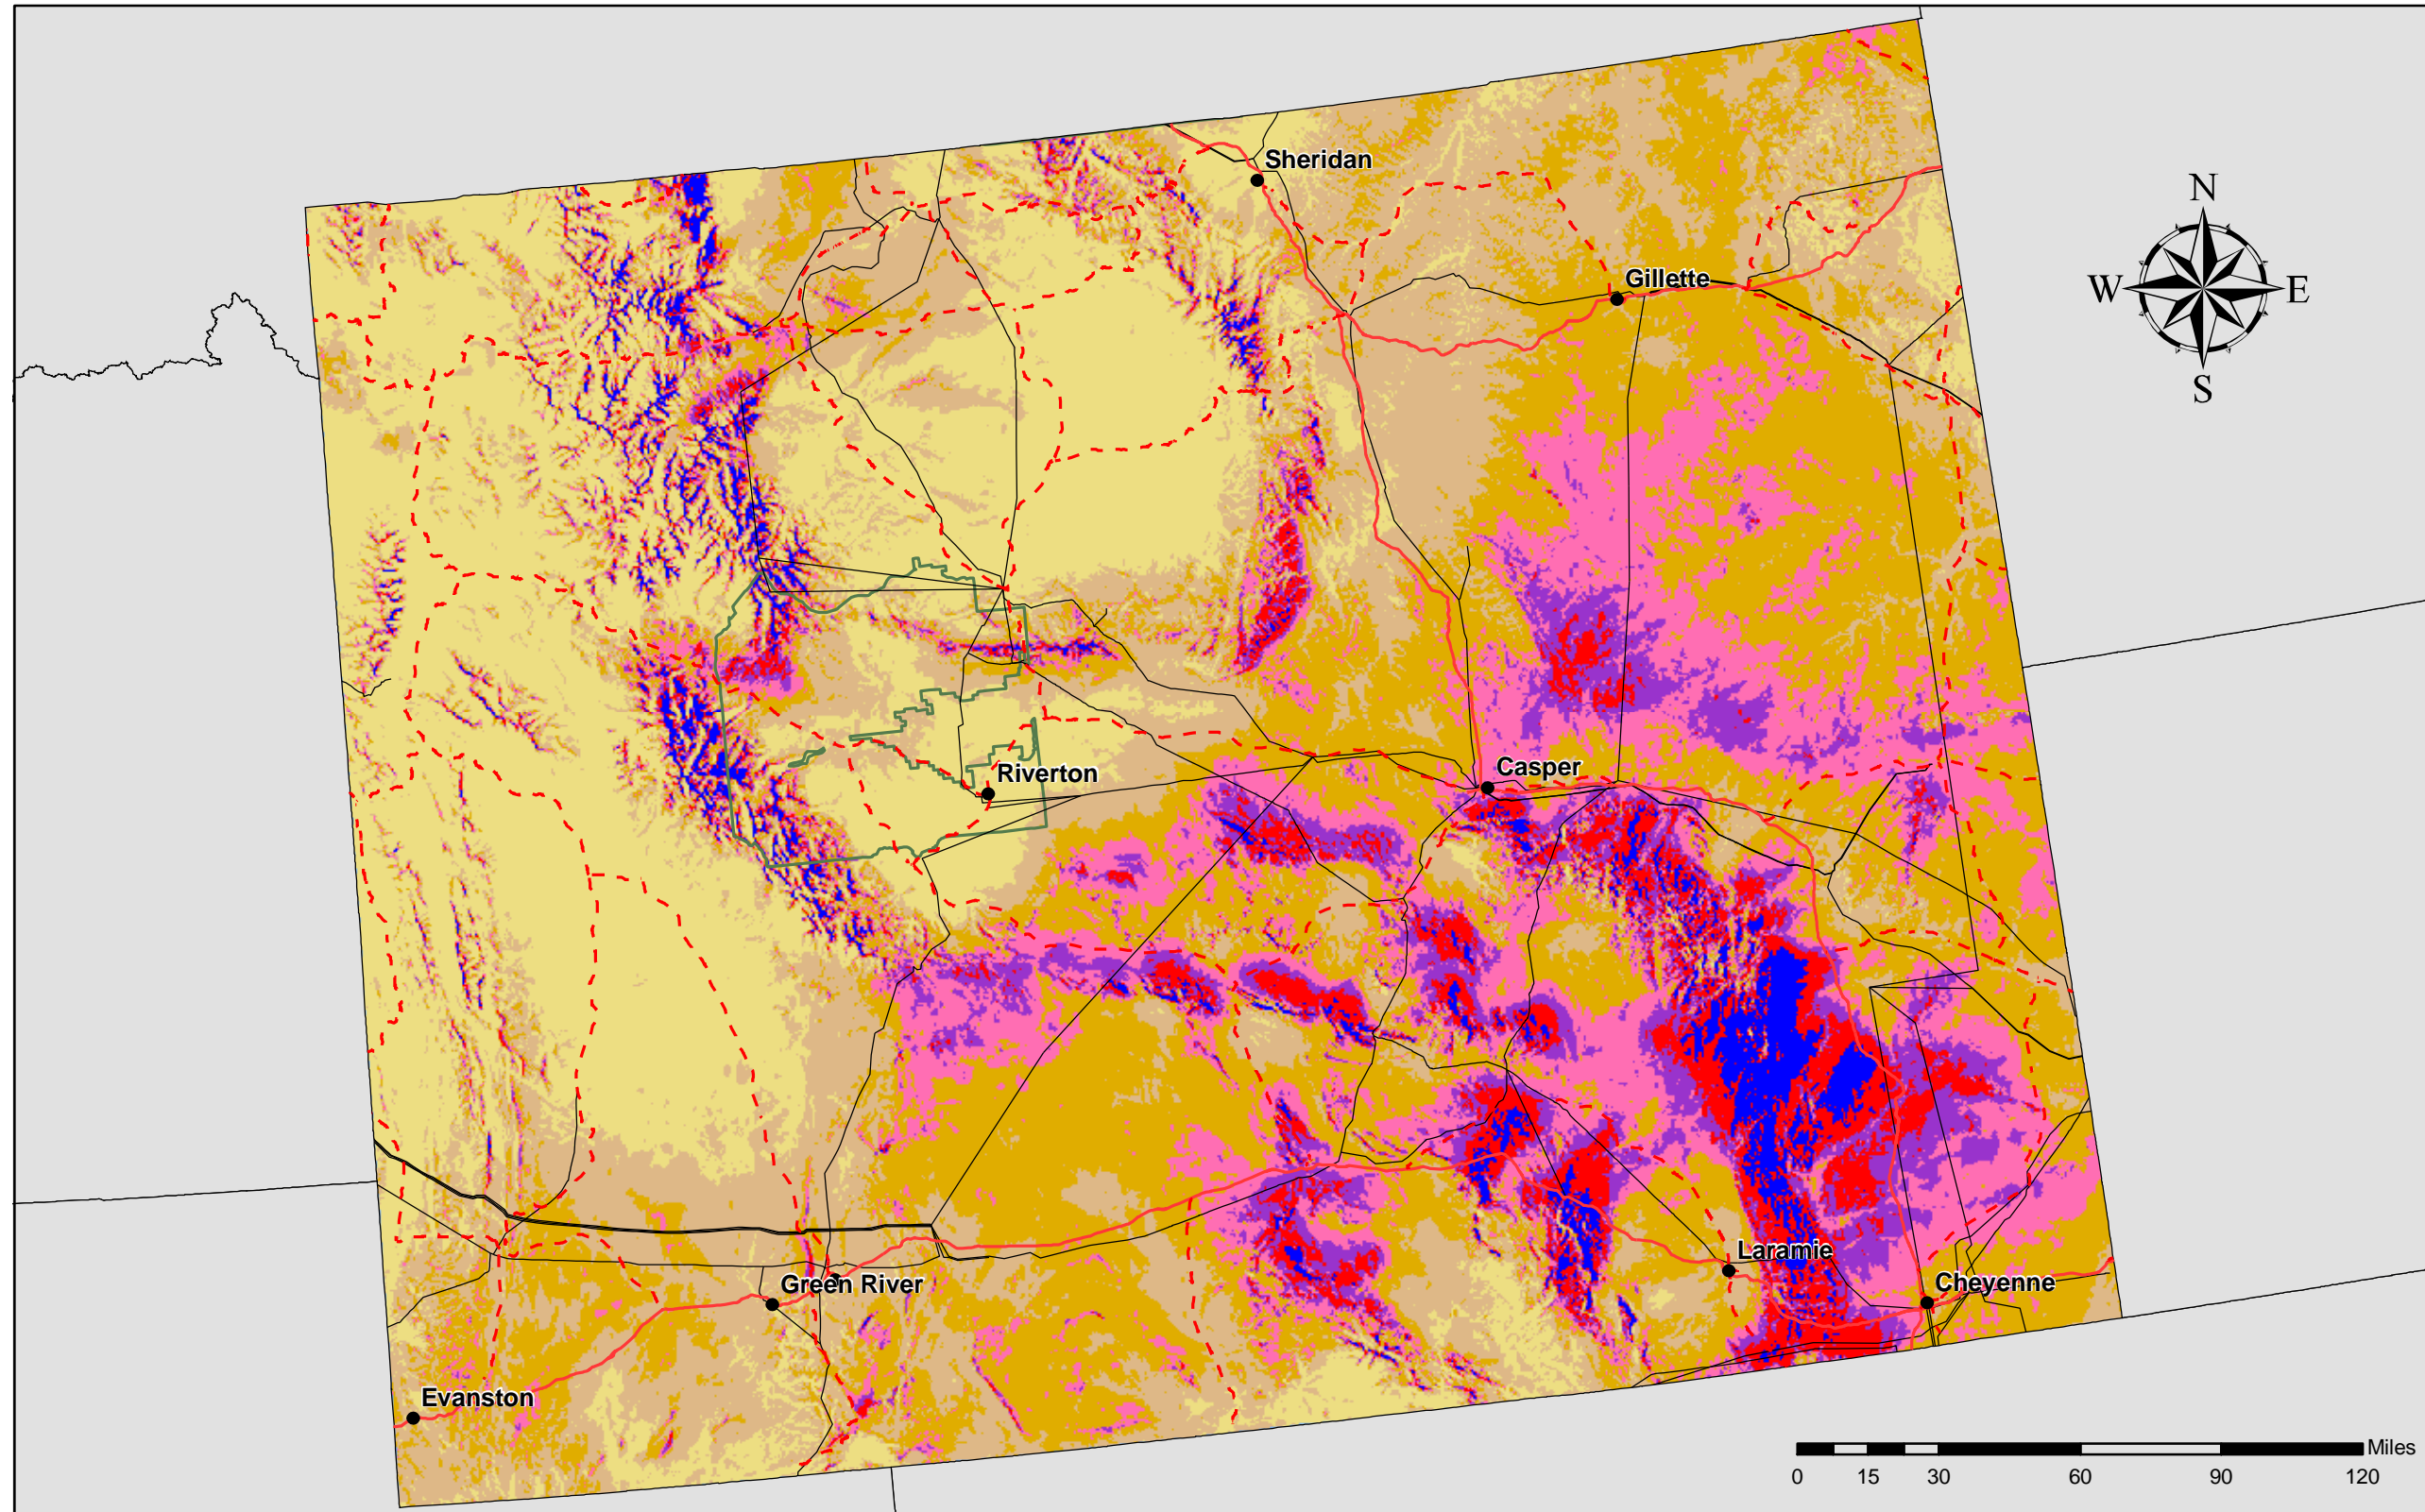 Sheridan
N
Gillette
W
E
S
Riverton
Casper
Laramie
Green River
Cheyenne
Evanston
Miles
0 15 30 60 90 120